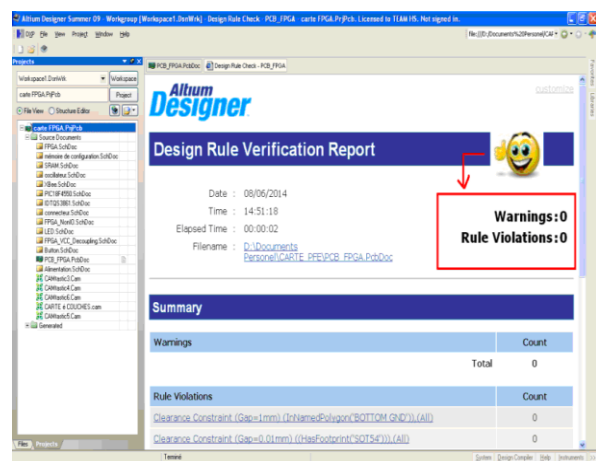 Altium Designer Summer 09 - Workgroup [Workspace1.DsnWrk] - Design Rule Check - PCB_FPGA - carte FPGA.PrjPcb. Licensed to TEAM HS. Not signed in.
DXP File View Project Window Help
Projects
PCB_FPGA.PcbDoc Design Rule Check - PCB_FPGA
Workspace1.DsnWrk Workspace
carte FPGA.PrjPcb Project
File View Structure Editor
carte FPGA.PrjPcb
Source Documents
FPGA.SchDoc
mémoire de configuration.SchDoc
SRAM.SchDoc
oscillateur.SchDoc
XBee.SchDoc
PIC18F4550.SchDoc
IDTQS3861.SchDoc
connecteur.SchDoc
FPGA_NonIO.SchDoc
LED.SchDoc
FPGA_VCC_Decoupling.SchDoc
Button.SchDoc
PCB_FPGA.PcbDoc
Alimentation.SchDoc
CAMtastic3.Cam
CAMtastic4.Cam
CAMtastic6.Cam
CARTE 4 COUCHES.cam
CAMtastic5.Cam
Generated
Files Projects
Altium
Designer
customize
Design Rule Verification Report
Date : 08/06/2014
Time : 14:51:18
Elapsed Time : 00:00:02
Filename : D:\Documents
Personel\CARTE_PFE\PCB_FPGA.PcbDoc
Warnings:0
Rule Violations:0
Summary
Warnings Count
Total 0
Rule Violations Count
Clearance Constraint (Gap=1mm) (InNamedPolygon('BOTTOM GND')),(All) 0
Clearance Constraint (Gap=0.01mm) ((HasFootprint('SOT54'))),(All) 0
Favorites
Libraries
Terminé
System Design Compiler Help Instruments